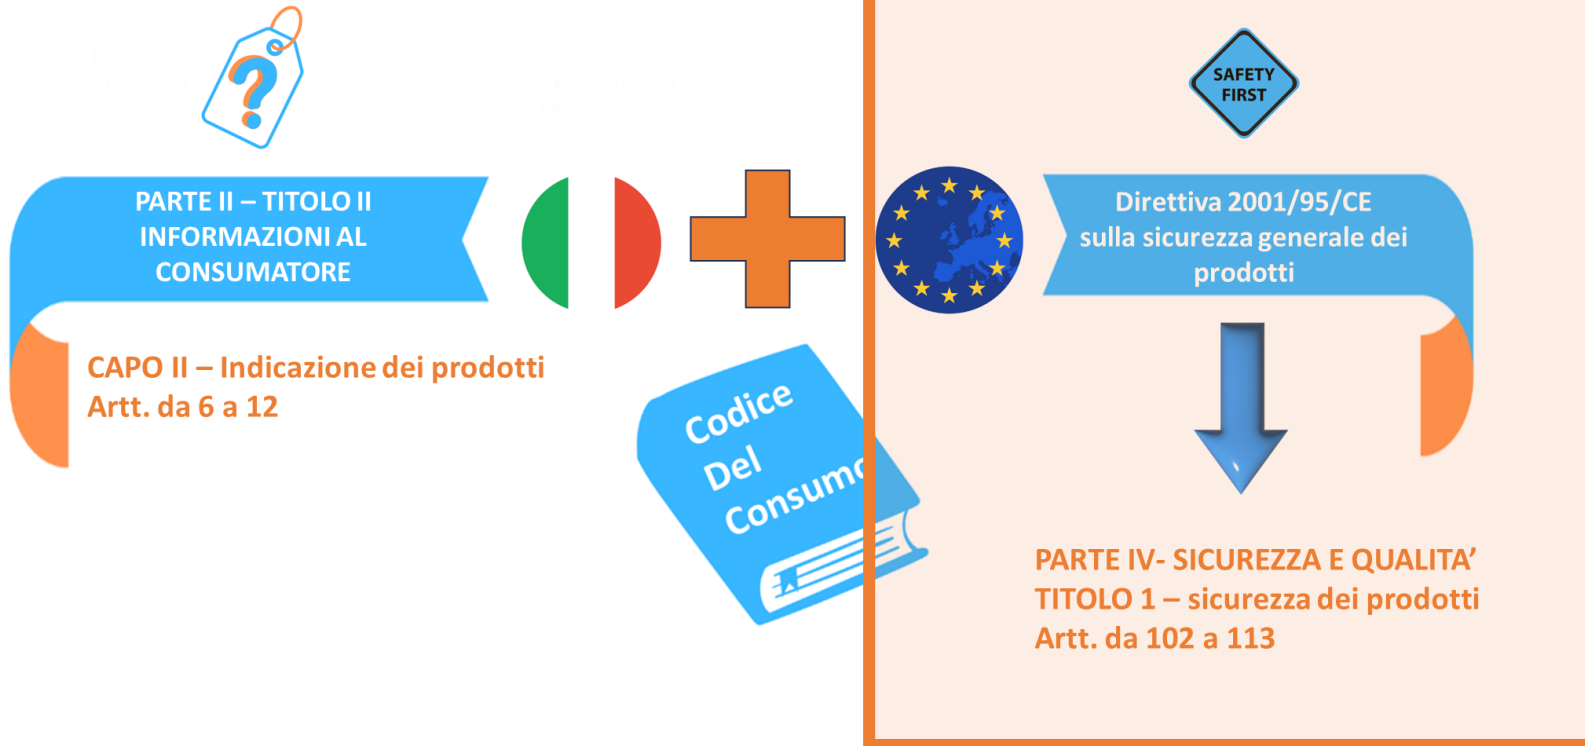 PARTE II – TITOLO II
INFORMAZIONI AL
CONSUMATORE
CAPO II – Indicazione dei prodotti
Artt. da 6 a 12
Codice
Del
Consumo
SAFETY
FIRST
Direttiva 2001/95/CE
sulla sicurezza generale dei
prodotti
PARTE IV- SICUREZZA E QUALITA’
TITOLO 1 – sicurezza dei prodotti
Artt. da 102 a 113